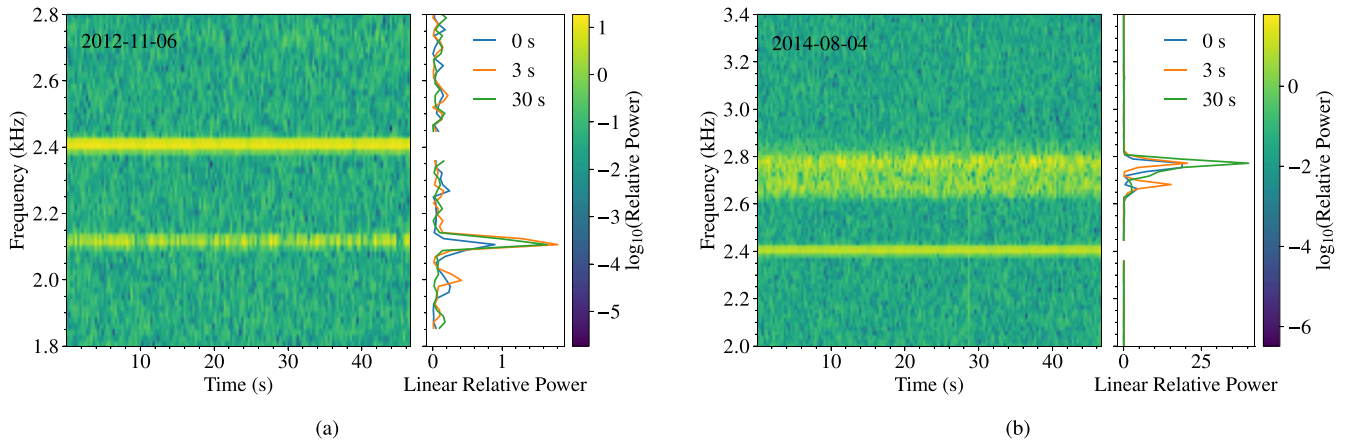 2012-11-06
2.8
2.6
2.4
2.2
2.0
1.8
Frequency (kHz)
10
20
30
40
Time (s)
0 s
3 s
30 s
0
1
Linear Relative Power
1
0
−1
−2
−3
−4
−5
log10(Relative Power)
(a)
2014-08-04
3.4
3.2
3.0
2.8
2.6
2.4
2.2
2.0
Frequency (kHz)
10
20
30
40
Time (s)
0 s
3 s
30 s
0
25
Linear Relative Power
0
−2
−4
−6
log10(Relative Power)
(b)